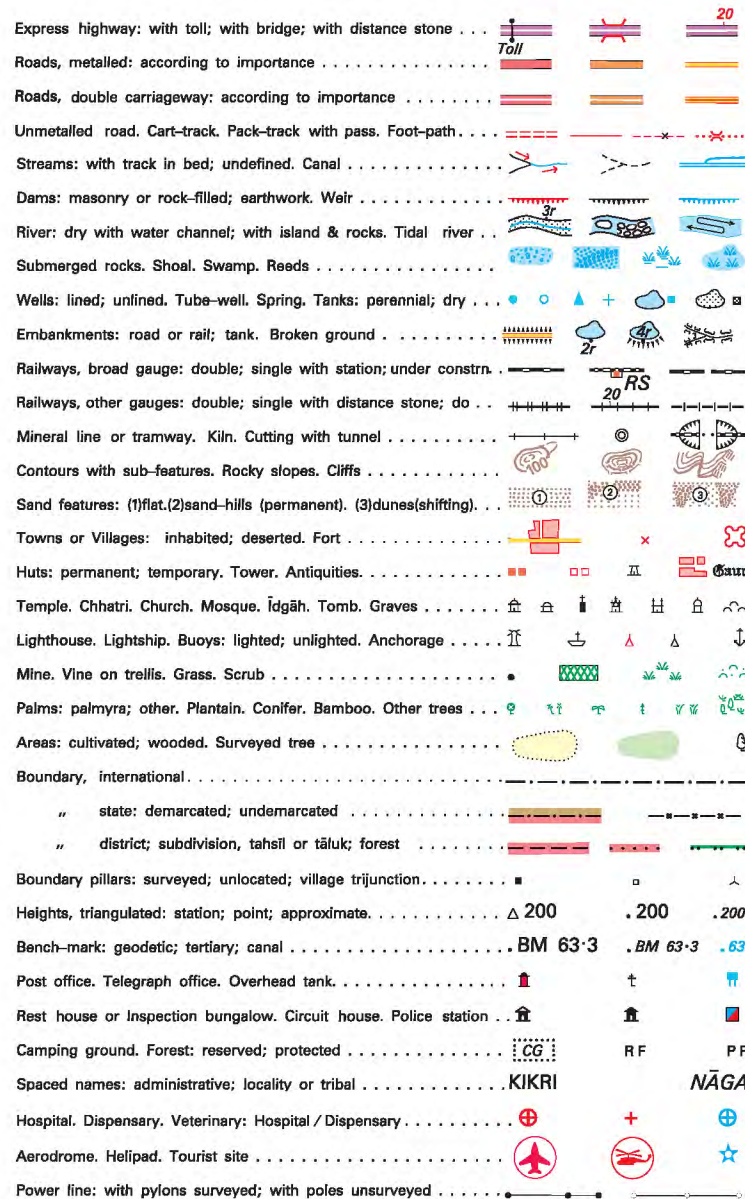 20
Express highway: with toll; with bridge; with distance stone . . .
Toll
Roads, metalled: according to importance . . . . . . . . . . . . . . .
Roads, double carriageway: according to importance . . . . . . . .
Unmetalled road. Cart–track. Pack–track with pass. Foot–path . . . .
Streams: with track in bed; undefined. Canal . . . . . . . . . . . . .
Dams: masonry or rock–filled; earthwork. Weir . . . . . . . . . . . .
3r
River: dry with water channel; with island & rocks. Tidal river . .
Submerged rocks. Shoal. Swamp. Reeds . . . . . . . . . . . . . . .
Wells: lined; unlined. Tube–well. Spring. Tanks: perennial; dry . . .
Embankments: road or rail; tank. Broken ground . . . . . . . . . . 4r
2r
Railways, broad gauge: double; single with station; under constrn. .
RS
20
Railways, other gauges: double; single with distance stone; do . .
Mineral line or tramway. Kiln. Cutting with tunnel . . . . . . . . .
Contours with sub–features. Rocky slopes. Cliffs . . . . . . . . . . . 100
Sand features: (1)flat.(2)sand–hills (permanent). (3)dunes(shifting). . . 1 2 3
Towns or Villages: inhabited; deserted. Fort . . . . . . . . . . . . .
Huts: permanent; temporary. Tower. Antiquities. . . . . . . . . . . . Gaur
Temple. Chhatri. Church. Mosque. Īdgāh. Tomb. Graves . . . . . . .
Lighthouse. Lightship. Buoys: lighted; unlighted. Anchorage . . . . .
Mine. Vine on trellis. Grass. Scrub . . . . . . . . . . . . . . . . . .
Palms: palmyra; other. Plantain. Conifer. Bamboo. Other trees . . .
Areas: cultivated; wooded. Surveyed tree . . . . . . . . . . . . . . .
Boundary, international . . . . . . . . . . . . . . . . . . . . . . . . .
„ state: demarcated; undemarcated . . . . . . . . . . . . .
„ district; subdivision, tahsīl or tāluk; forest . . . . . . . .
Boundary pillars: surveyed; unlocated; village trijunction . . . . . . .
Heights, triangulated: station; point; approximate. . . . . . . . . . . . 200 .200 .200
Bench–mark: geodetic; tertiary; canal . . . . . . . . . . . . . . . . . .BM 63·3 .BM 63·3 .63
Post office. Telegraph office. Overhead tank. . . . . . . . . . . . . . .
Rest house or Inspection bungalow. Circuit house. Police station . .
Camping ground. Forest: reserved; protected . . . . . . . . . . . . . CG RF PF
Spaced names: administrative; locality or tribal . . . . . . . . . . . . KIKRI NĀGA
Hospital. Dispensary. Veterinary: Hospital / Dispensary . . . . . . . . .
Aerodrome. Helipad. Tourist site . . . . . . . . . . . . . . . . . . . .
Power line: with pylons surveyed; with poles unsurveyed . . . . . .